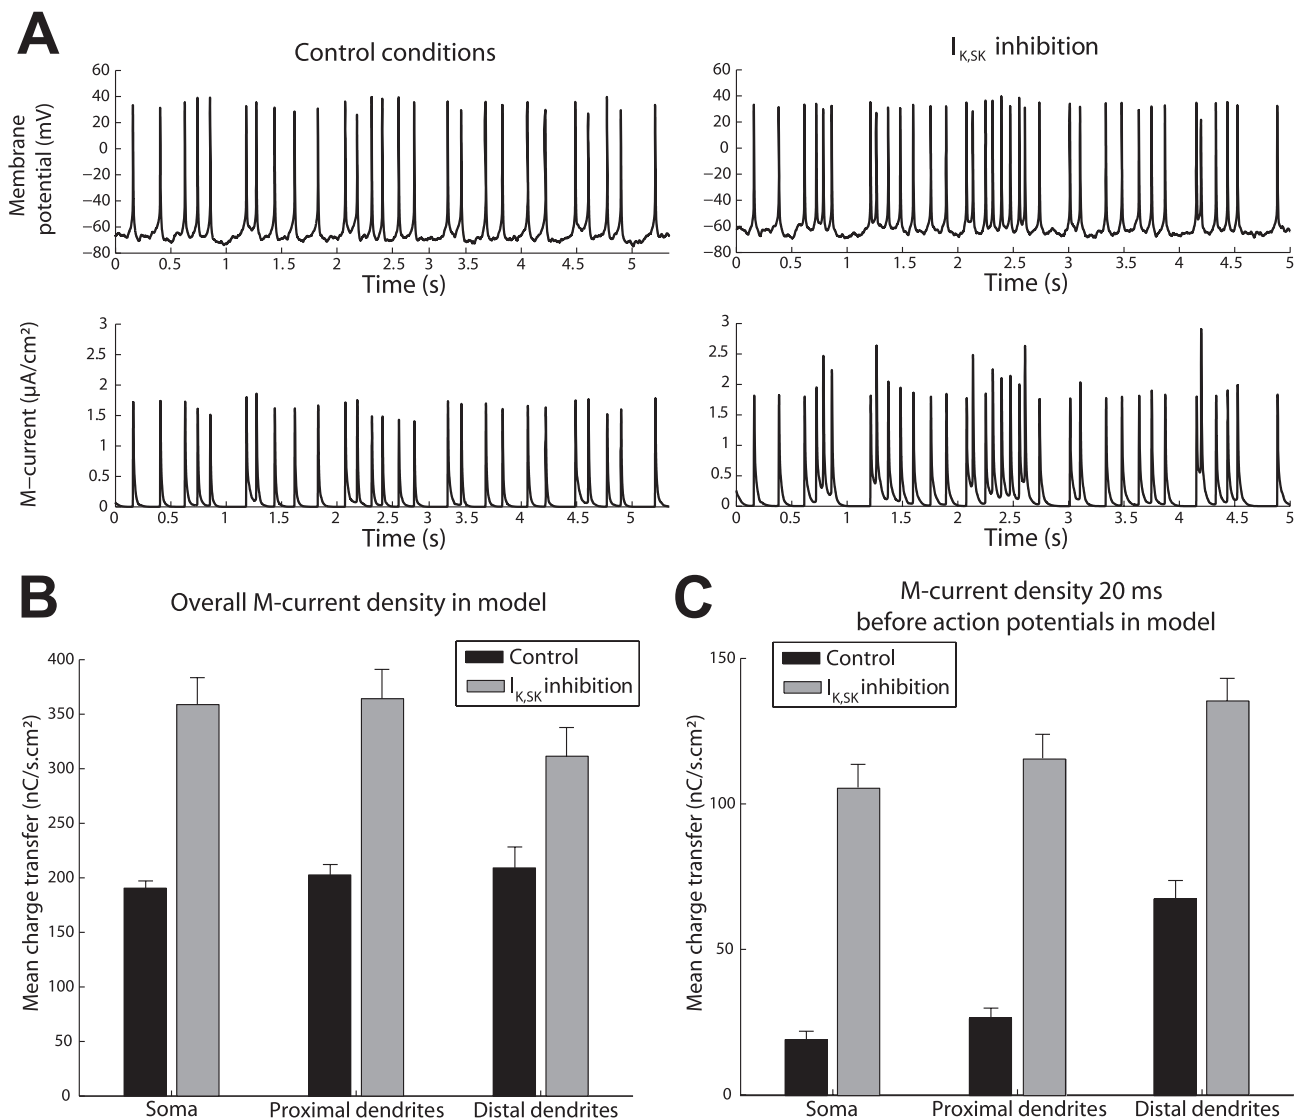 A
Control conditions
I K,SK inhibition
Membrane
potential (mV)
60
40
20
0
−20
−40
−60
−80
0 0.5 1 1.5 2 2.5 3 3.5 4 4.5 5
Time (s)
60
40
20
0
−20
−40
−60
−80
0 0.5 1 1.5 2 2.5 3 3.5 4 4.5 5
Time (s)
M−current (µA/cm²)
3
2.5
2
1.5
1
0.5
0
0 0.5 1 1.5 2 2.5 3 3.5 4 4.5 5
Time (s)
3
2.5
2
1.5
1
0.5
0
0 0.5 1 1.5 2 2.5 3 3.5 4 4.5 5
Time (s)
B
Overall M-current density in model
Control
I K,SK inhibition
Mean charge transfer (nC/s.cm²)
400
350
300
250
200
150
100
50
0
Soma Proximal dendrites Distal dendrites
C
M-current density 20 ms
before action potentials in model
Control
I K,SK inhibition
Mean charge transfer (nC/s.cm²)
150
100
50
0
Soma Proximal dendrites Distal dendrites